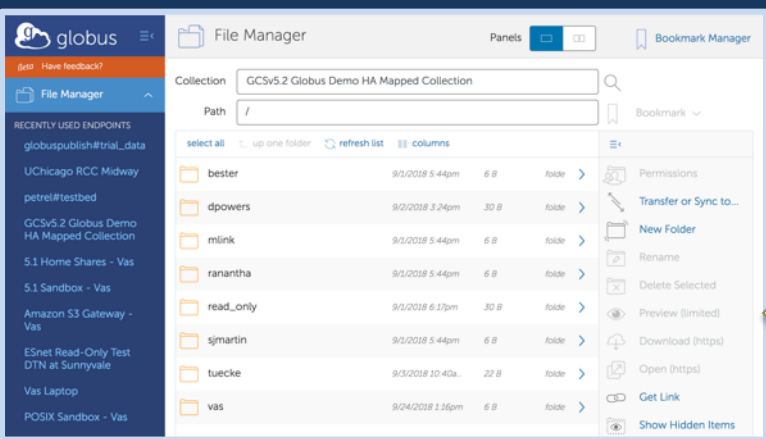 globus
File Manager
Panels
Bookmark Manager
Beta Have feedback?
File Manager
RECENTLY USED ENDPOINTS
globuspublish#trial_data
UChicago RCC Midway
petrel#testbed
GCSv5.2 Globus Demo
HA Mapped Collection
5.1 Home Shares - Vas
5.1 Sandbox - Vas
Amazon S3 Gateway -
Vas
ESnet Read-Only Test
DTN at Sunnyvale
Vas Laptop
POSIX Sandbox - Vas
Collection GCSv5.2 Globus Demo HA Mapped Collection
Path /
Bookmark
select all up one folder refresh list columns
bester 9/1/2018 5:44pm 6 B folde
dpowers 9/2/2018 3:24pm 30 B folde
mlink 9/1/2018 5:44pm 6 B folde
ranantha 9/1/2018 5:44pm 6 B folde
read_only 9/1/2018 6:17pm 30 B folde
sjmartin 9/1/2018 5:44pm 6 B folde
tuecke 9/3/2018 10:40a... 22 B folde
vas 9/24/2018 1:16pm 6 B folde
Permissions
Transfer or Sync to...
New Folder
Rename
Delete Selected
Preview (limited)
Download (https)
Open (https)
Get Link
Show Hidden Items